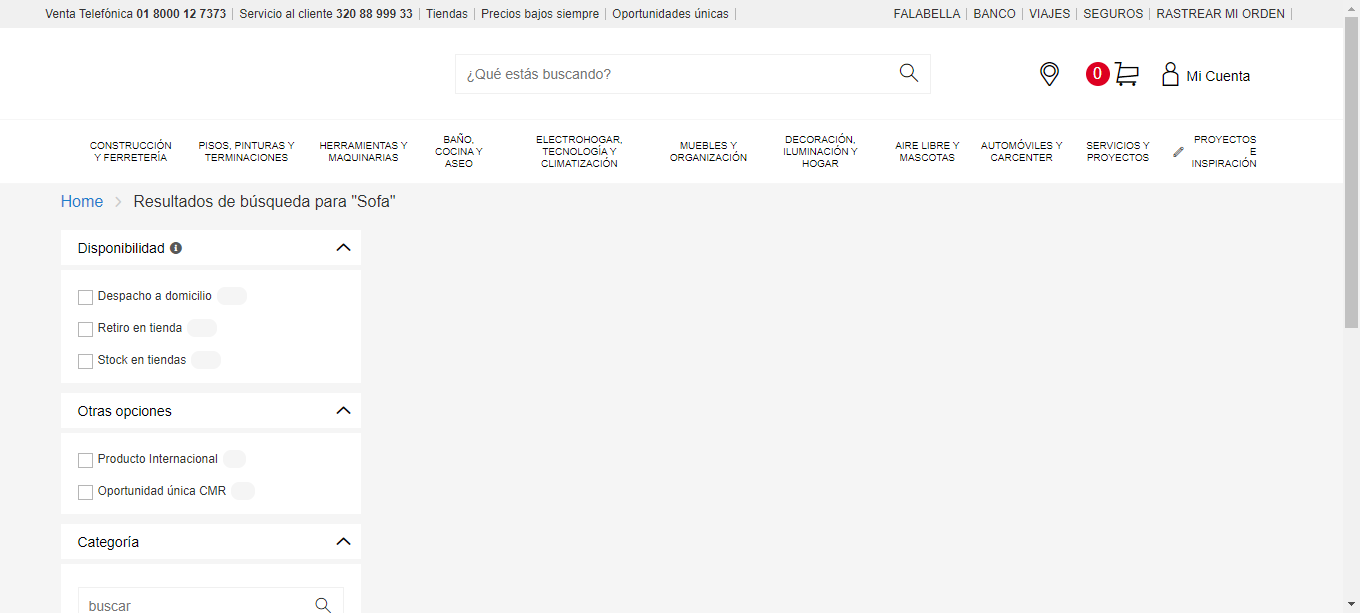 Venta Telefónica 01 8000 12 7373 | Servicio al cliente 320 88 999 33 | Tiendas | Precios bajos siempre | Oportunidades únicas | FALABELLA | BANCO | VIAJES | SEGUROS | RASTREAR MI ORDEN |
¿Qué estás buscando?
0
Mi Cuenta
CONSTRUCCIÓN
Y FERRETERÍA
PISOS, PINTURAS Y
TERMINACIONES
HERRAMIENTAS Y
MAQUINARIAS
BAÑO,
COCINA Y
ASEO
ELECTROHOGAR,
TECNOLOGÍA Y
CLIMATIZACIÓN
MUEBLES Y
ORGANIZACIÓN
DECORACIÓN,
ILUMINACIÓN Y
HOGAR
AIRE LIBRE Y
MASCOTAS
AUTOMÓVILES Y
CARCENTER
SERVICIOS Y
PROYECTOS
PROYECTOS
E
INSPIRACIÓN
Home > Resultados de búsqueda para "Sofa"
Disponibilidad
Despacho a domicilio
Retiro en tienda
Stock en tiendas
Otras opciones
Producto Internacional
Oportunidad única CMR
Categoría
buscar